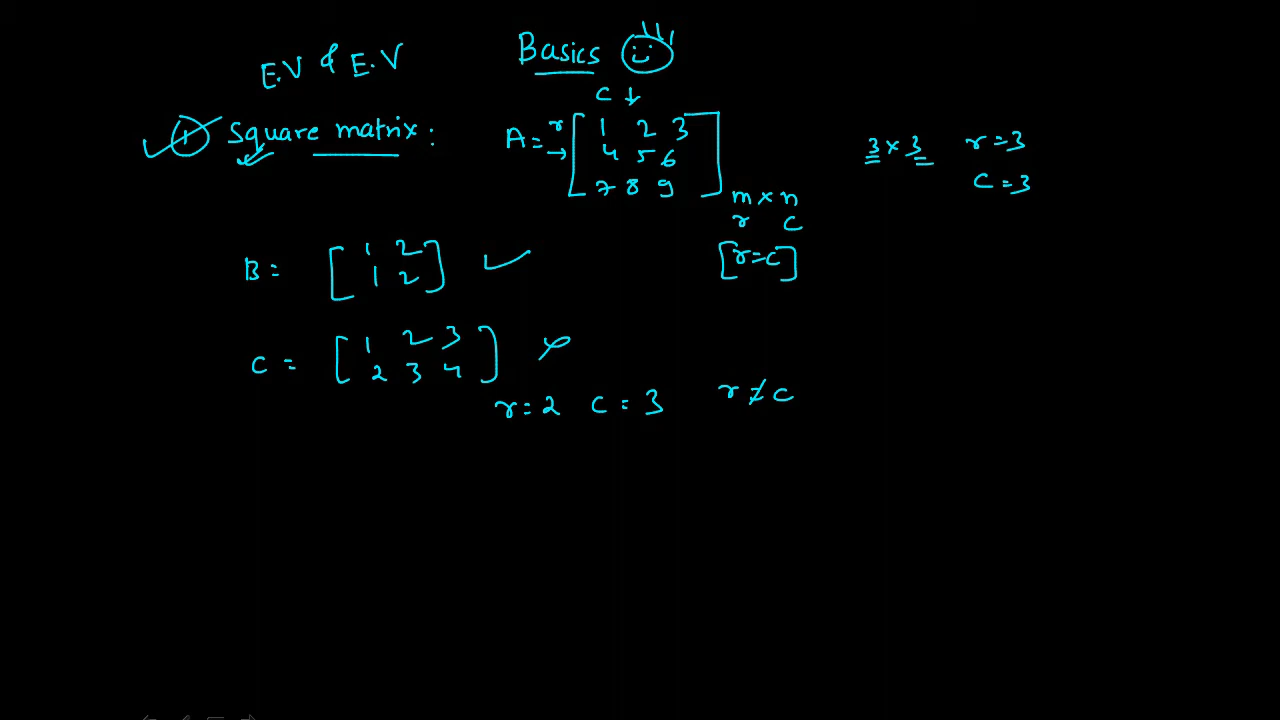 E.V & E.V Basics
c ↓
① Square matrix : A = r → [ 1 2 3
4 5 6
7 8 9 ]
m × n
r c
[r = c]
3 × 3 r = 3
c = 3
B = [ 1 2
1 2 ] ✓
C = [ 1 2 3
2 3 4 ] ✗
r = 2 c = 3 r ≠ c